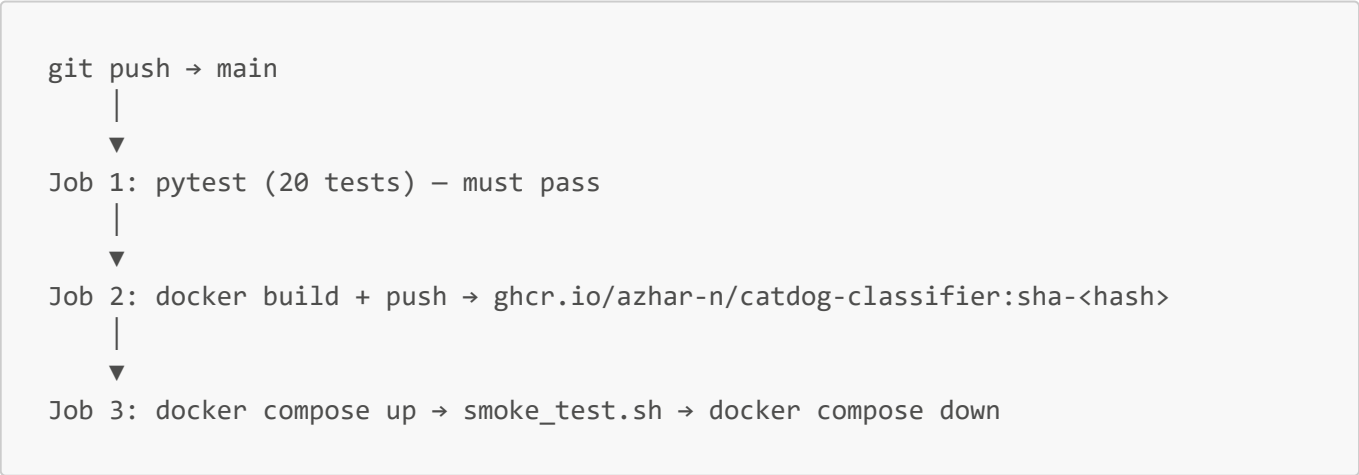 git push → main
│
▼
Job 1: pytest (20 tests) — must pass
│
▼
Job 2: docker build + push → ghcr.io/azhar-n/catdog-classifier:sha-<hash>
│
▼
Job 3: docker compose up → smoke_test.sh → docker compose down